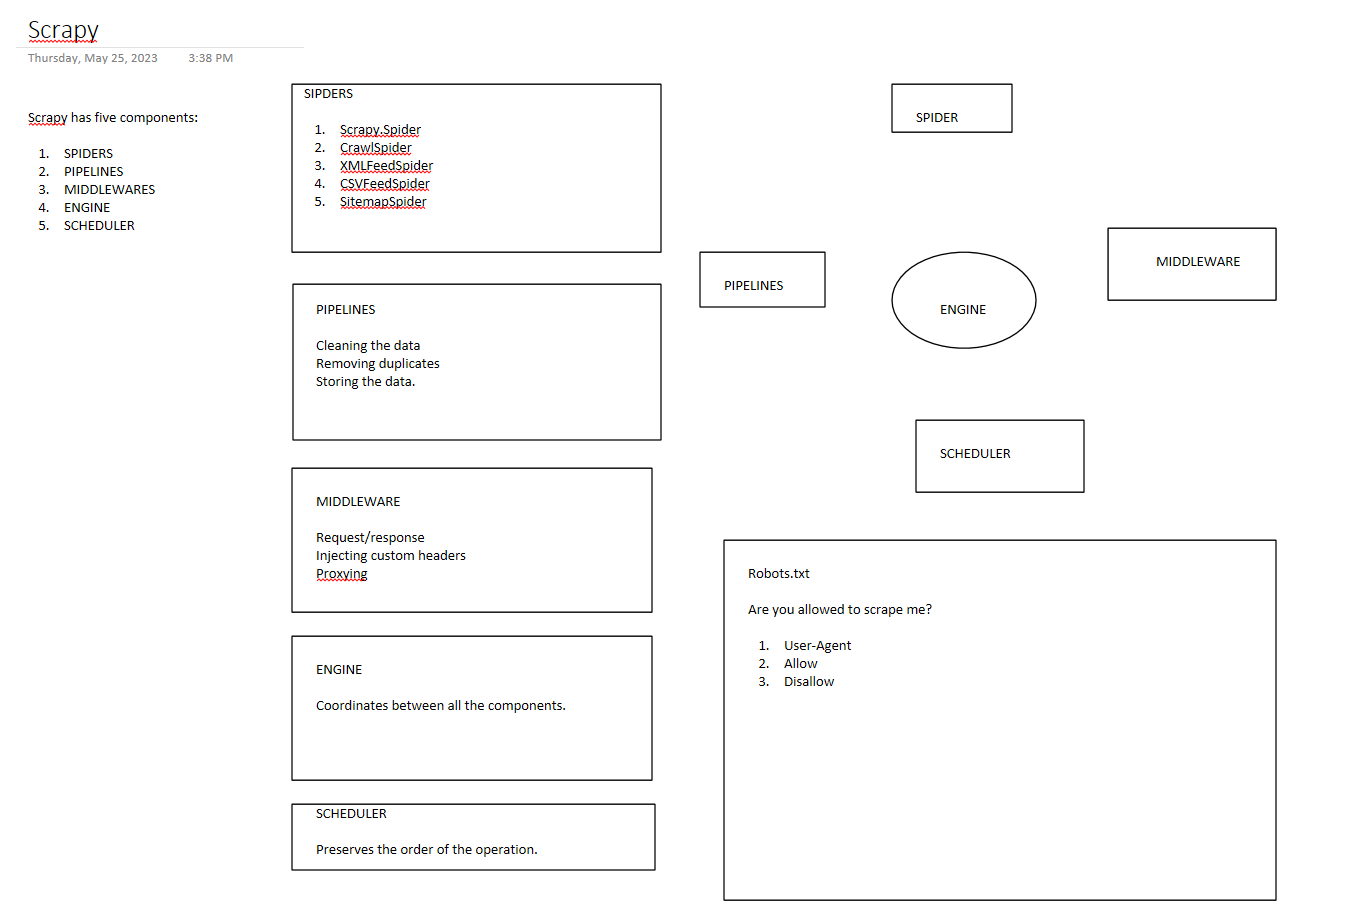 Scrapy
Thursday, May 25, 2023 3:38 PM
Scrapy has five components:
1. SPIDERS
2. PIPELINES
3. MIDDLEWARES
4. ENGINE
5. SCHEDULER
SIPDERS
1. Scrapy.Spider
2. CrawlSpider
3. XMLFeedSpider
4. CSVFeedSpider
5. SitemapSpider
PIPELINES
Cleaning the data
Removing duplicates
Storing the data.
MIDDLEWARE
Request/response
Injecting custom headers
Proxying
ENGINE
Coordinates between all the components.
SCHEDULER
Preserves the order of the operation.
SPIDER
PIPELINES
ENGINE
MIDDLEWARE
SCHEDULER
Robots.txt
Are you allowed to scrape me?
1. User-Agent
2. Allow
3. Disallow